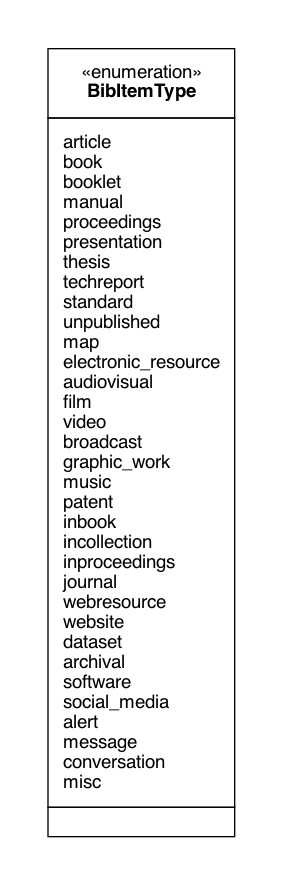 «enumeration»
BibItemType
article
book
booklet
manual
proceedings
presentation
thesis
techreport
standard
unpublished
map
electronic_resource
audiovisual
film
video
broadcast
graphic_work
music
patent
inbook
incollection
inproceedings
journal
webresource
website
dataset
archival
software
social_media
alert
message
conversation
misc